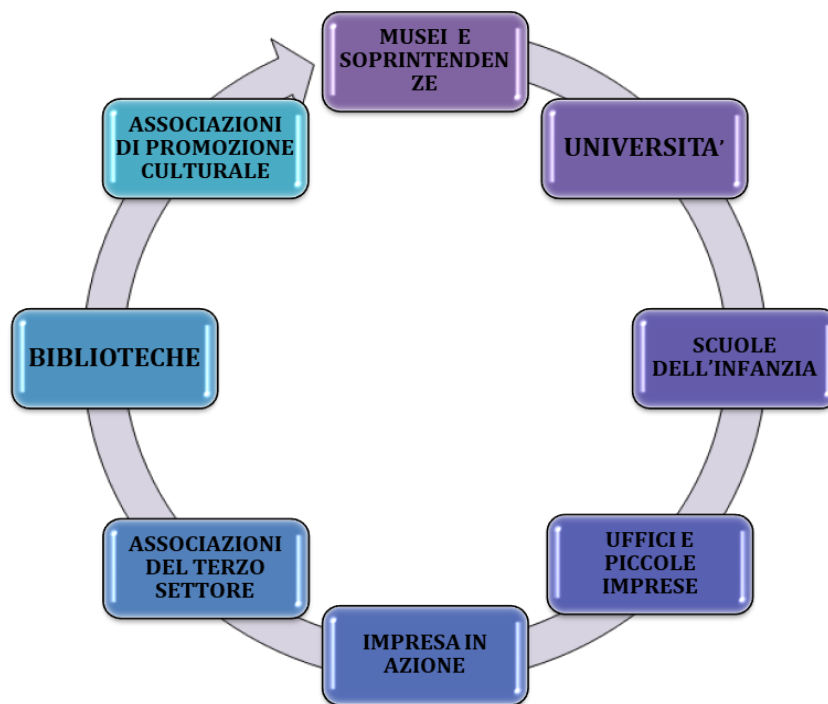 MUSEI E
SOPRINTENDEN
ZE
UNIVERSITA’
SCUOLE
DELL’INFANZIA
UFFICI E
PICCOLE
IMPRESE
IMPRESA IN
AZIONE
ASSOCIAZIONI
DEL TERZO
SETTORE
BIBLIOTECHE
ASSOCIAZIONI
DI PROMOZIONE
CULTURALE